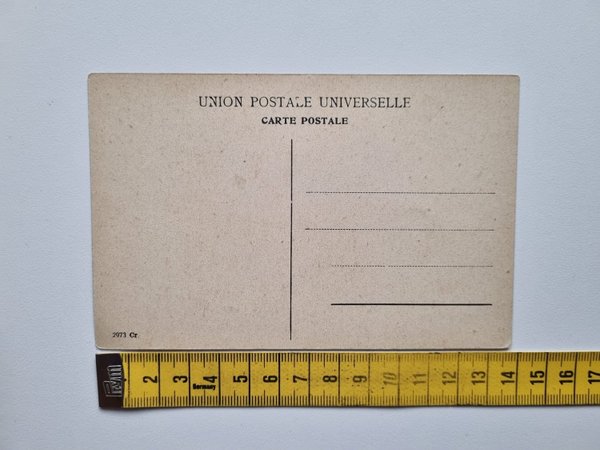 UNION POSTALE UNIVERSELLE
CARTE POSTALE
2973 Cr.
2 3 4 5 6 7 8 9 10 11 12 13 14 15 16 17
Germany